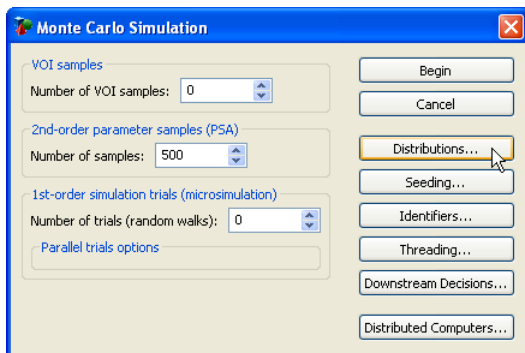 Monte Carlo Simulation
VOI samples
Number of VOI samples: 0
2nd-order parameter samples (PSA)
Number of samples: 500
1st-order simulation trials (microsimulation)
Number of trials (random walks): 0
Parallel trials options
Begin
Cancel
Distributions...
Seeding...
Identifiers...
Threading...
Downstream Decisions...
Distributed Computers...